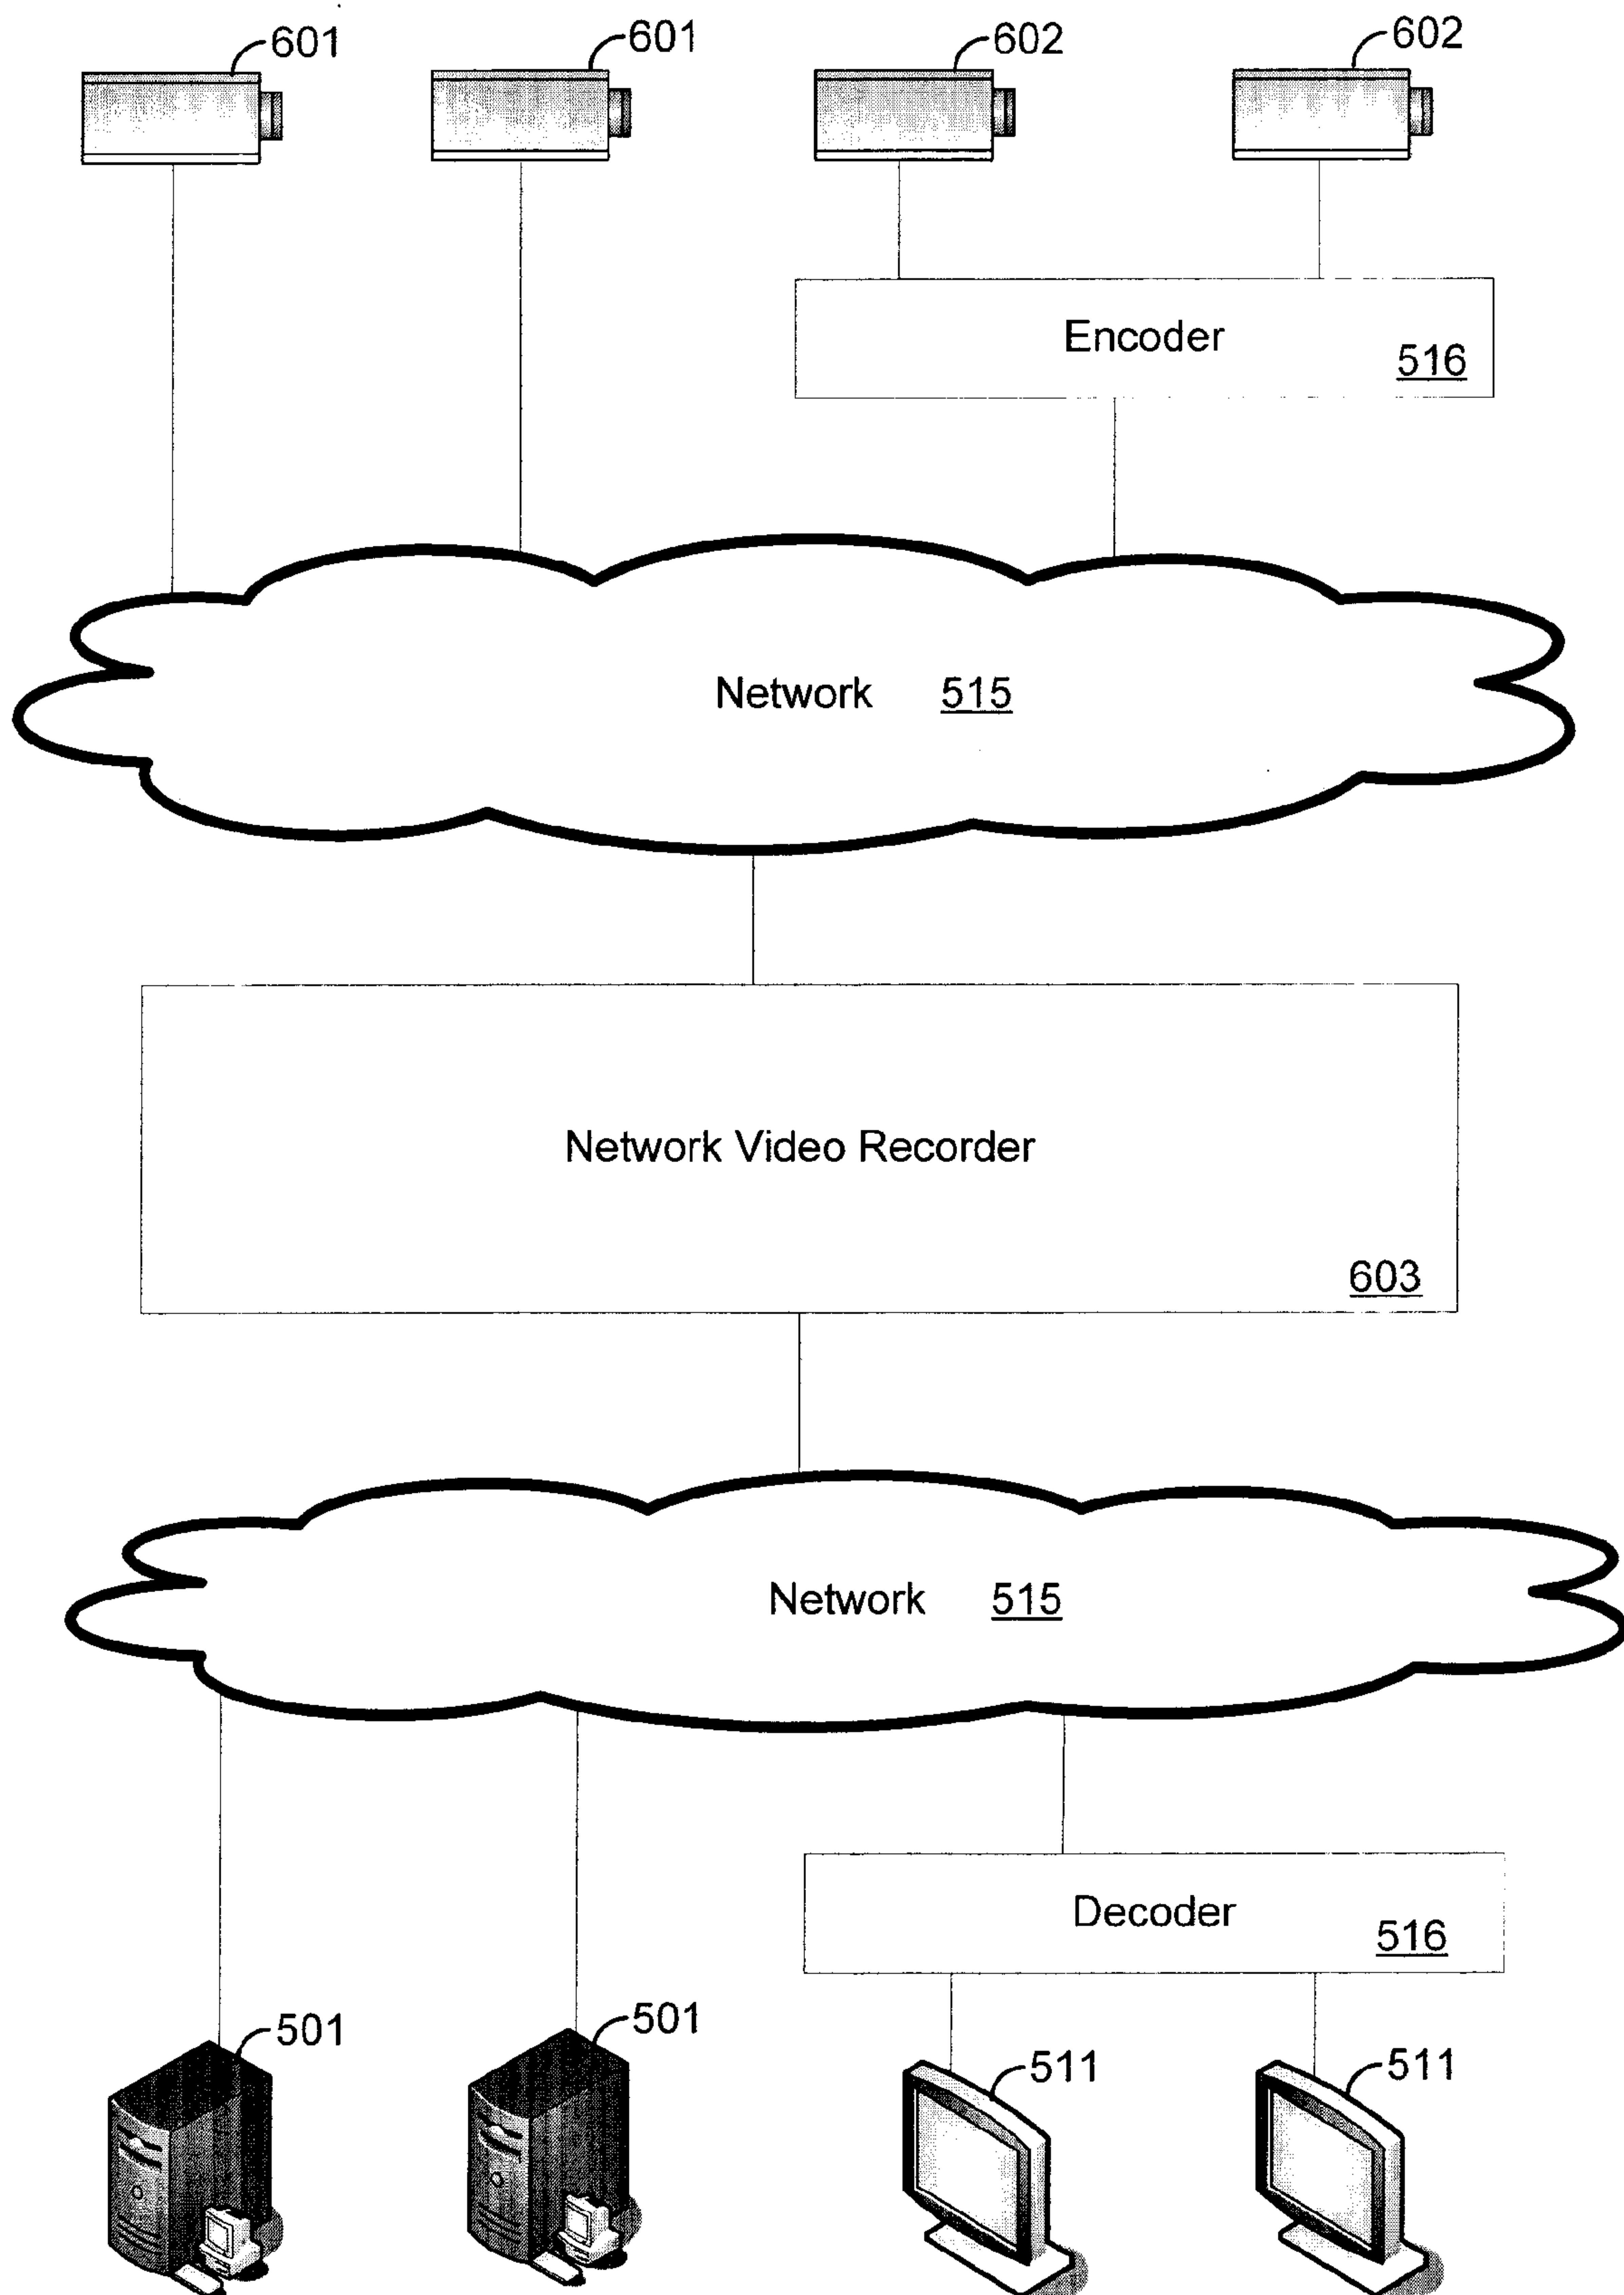 601
601
602
602
Encoder
516
Network 515
Network Video Recorder
603
Network 515
Decoder
516
501
501
511
511